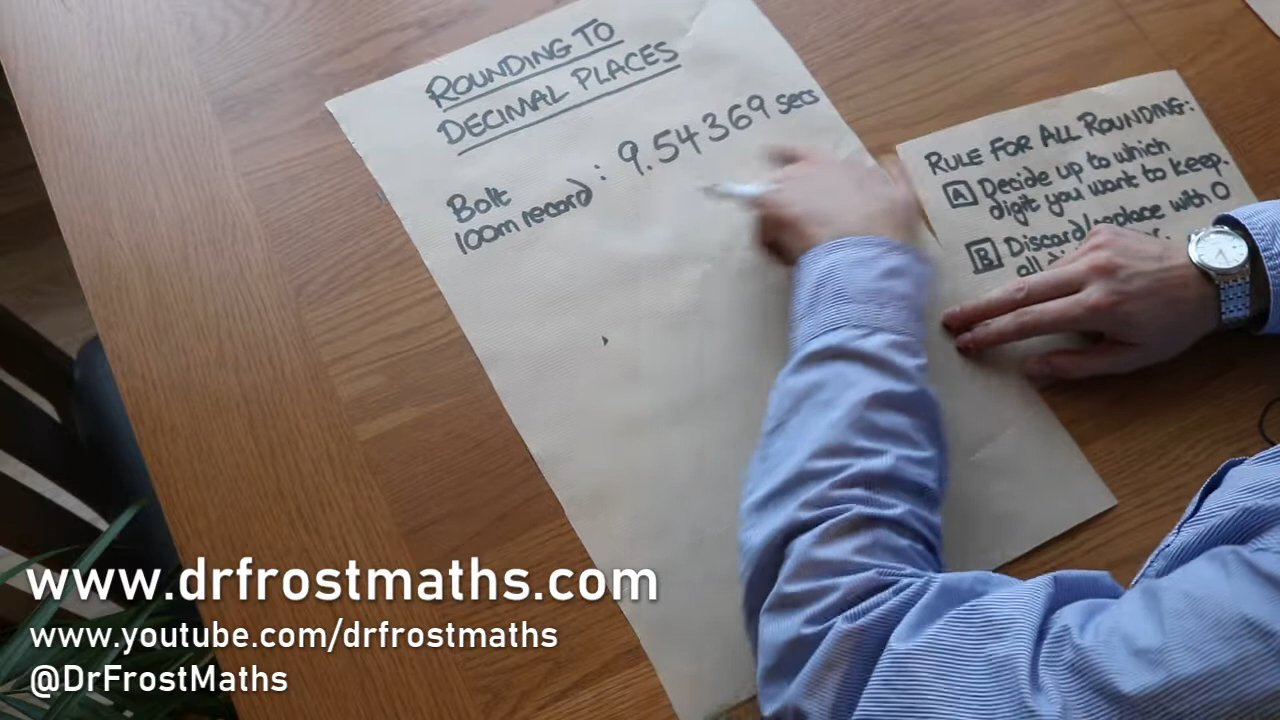 ROUNDING TO
DECIMAL PLACES
Bolt
100m record : 9.54369 secs
RULE FOR ALL ROUNDING:
A Decide up to which
digit you want to keep.
B Discard/replace with 0
all
www.drfrostmaths.com
www.youtube.com/drfrostmaths
@DrFrostMaths